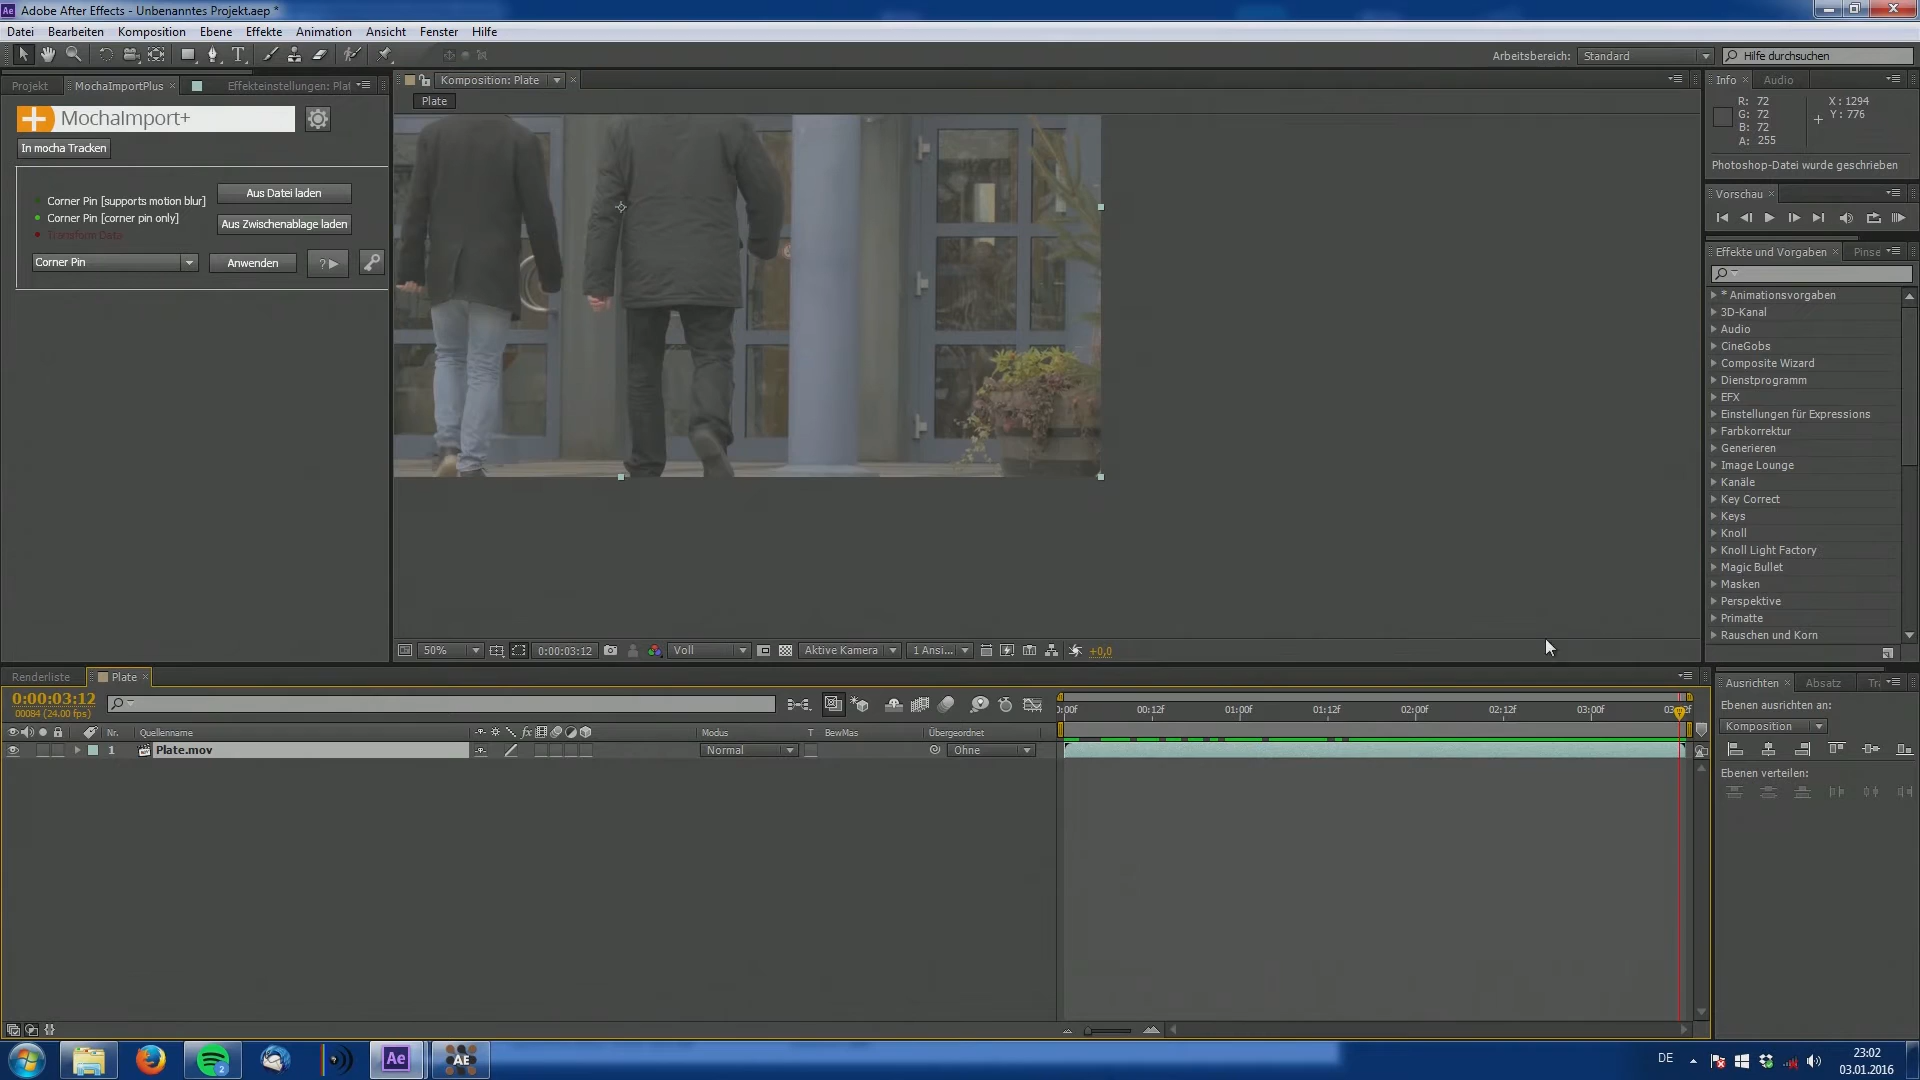 Adobe After Effects - Unbenanntes Projekt.aep *
Datei Bearbeiten Komposition Ebene Effekte Animation Ansicht Fenster Hilfe
Arbeitsbereich: Standard Hilfe durchsuchen
Projekt MochaImportPlus Effekteinstellungen: Plat
Komposition: Plate
Info Audio
Plate
MochaImport+
R: 72
G: 72
B: 72
A: 255
X: 1294
Y: 776
In mocha Tracken
Photoshop-Datei wurde geschrieben
Corner Pin [supports motion blur]
Corner Pin [corner pin only]
Transform Data
Aus Datei laden
Aus Zwischenablage laden
Corner Pin Anwenden ?
Vorschau
Effekte und Vorgaben Pinse
* Animationsvorgaben
3D-Kanal
Audio
CineGobs
Composite Wizard
Dienstprogramm
EFX
Einstellungen für Expressions
Farbkorrektur
Generieren
Image Lounge
Kanäle
Key Correct
Keys
Knoll
Knoll Light Factory
Magic Bullet
Masken
Perspektive
Primatte
Rauschen und Korn
50% 0:00:03:12 Voll Aktive Kamera 1 Ansi... +0,0
Renderliste Plate
0:00:03:12
00084 (24.00 fps)
0:00f 00:12f 01:00f 01:12f 02:00f 02:12f 03:00f
Nr. Quellenname fx Modus T BewMas Übergeordnet
1 Plate.mov Normal Ohne
Ausrichten Absatz
Ebenen ausrichten an:
Komposition
Ebenen verteilen:
2
Ae
AE
DE
23:02
03.01.2016